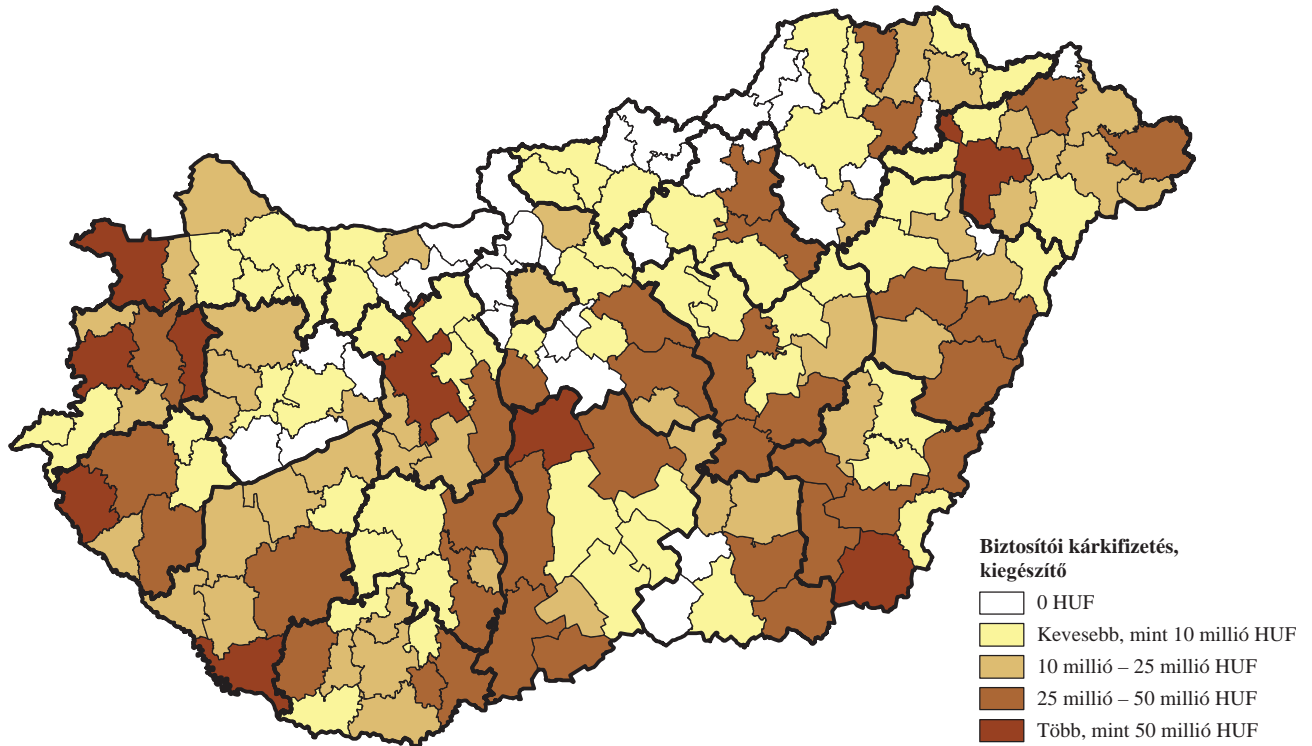 Biztosítói kárkifizetés,
kiegészítő
0 HUF
Kevesebb, mint 10 millió HUF
10 millió – 25 millió HUF
25 millió – 50 millió HUF
Több, mint 50 millió HUF